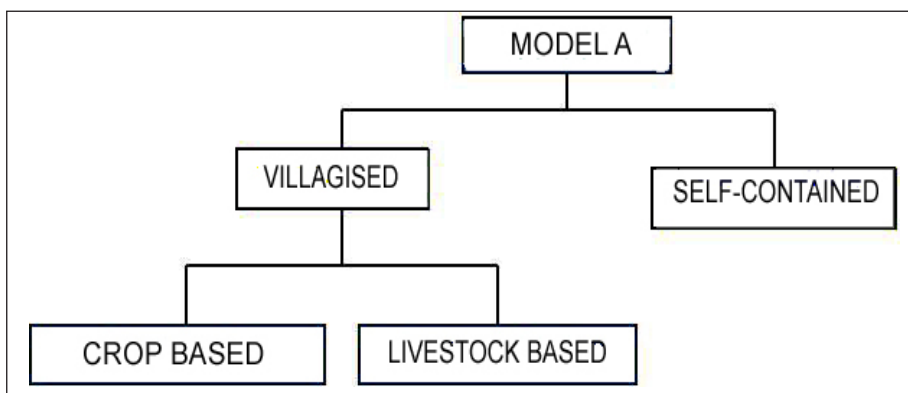 MODEL A
VILLAGISED
SELF-CONTAINED
CROP BASED
LIVESTOCK BASED